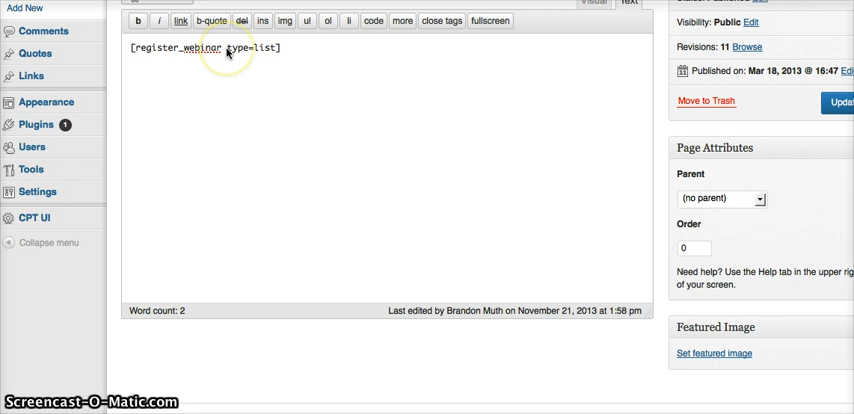 Add New
Comments
Quotes
Links
Appearance
Plugins 1
Users
Tools
Settings
CPT UI
Collapse menu
Visual Text
b i link b-quote del ins img ul ol li code more close tags fullscreen
[register_webinar type=list]
Word count: 2 Last edited by Brandon Muth on November 21, 2013 at 1:58 pm
Visibility: Public Edit
Revisions: 11 Browse
Published on: Mar 18, 2013 @ 16:47 Edi
Move to Trash Updat
Page Attributes
Parent
(no parent)
Order
0
Need help? Use the Help tab in the upper rig
of your screen.
Featured Image
Set featured image
Screencast-O-Matic.com